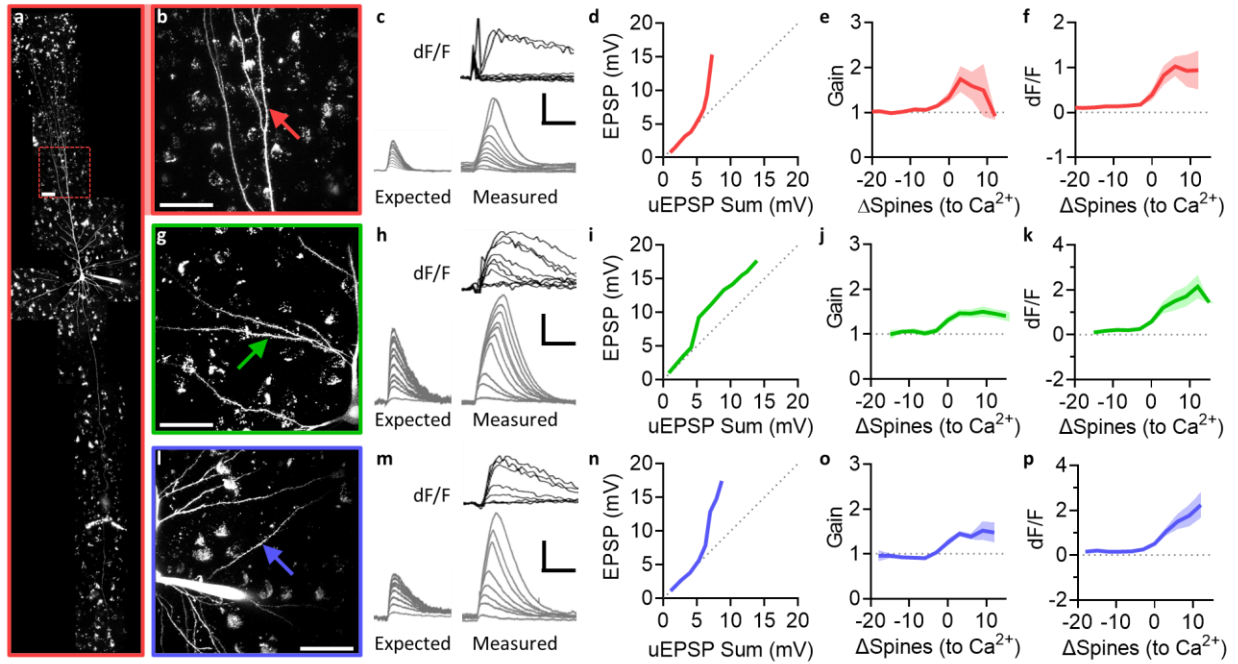 a
b
c
dF/F
Expected
Measured
d
EPSP (mV)
20
15
10
5
0
0 5 10 15 20
uEPSP Sum (mV)
e
Gain
3
2
1
0
-20 -10 0 10
ΔSpines (to Ca²⁺)
f
dF/F
2
1
0
-1
-20 -10 0 10
ΔSpines (to Ca²⁺)
g
h
dF/F
Expected
Measured
i
EPSP (mV)
20
15
10
5
0
0 5 10 15 20
uEPSP Sum (mV)
j
Gain
3
2
1
0
-20 -10 0 10
ΔSpines (to Ca²⁺)
k
dF/F
4
2
0
-2
-20 -10 0 10
ΔSpines (to Ca²⁺)
l
m
dF/F
Expected
Measured
n
EPSP (mV)
20
15
10
5
0
0 5 10 15 20
uEPSP Sum (mV)
o
Gain
3
2
1
0
-20 -10 0 10
ΔSpines (to Ca²⁺)
p
dF/F
4
2
0
-2
-20 -10 0 10
ΔSpines (to Ca²⁺)